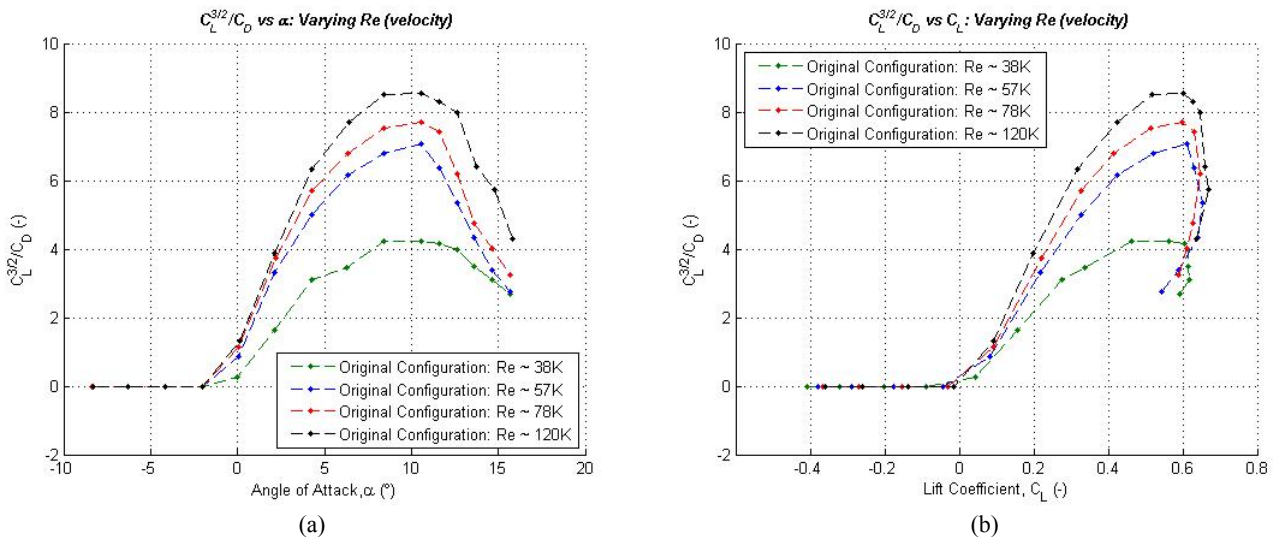 C_L^{3/2}/C_D vs α: Varying Re (velocity)
10
8
6
4
2
0
-2
C_L^{3/2}/C_D (-)
-10 -5 0 5 10 15 20
Angle of Attack,α (°)
Original Configuration: Re ~ 38K
Original Configuration: Re ~ 57K
Original Configuration: Re ~ 78K
Original Configuration: Re ~ 120K
(a)
C_L^{3/2}/C_D vs C_L: Varying Re (velocity)
10
8
6
4
2
0
-2
C_L^{3/2}/C_D (-)
Original Configuration: Re ~ 38K
Original Configuration: Re ~ 57K
Original Configuration: Re ~ 78K
Original Configuration: Re ~ 120K
-0.4 -0.2 0 0.2 0.4 0.6 0.8
Lift Coefficient, C_L (-)
(b)